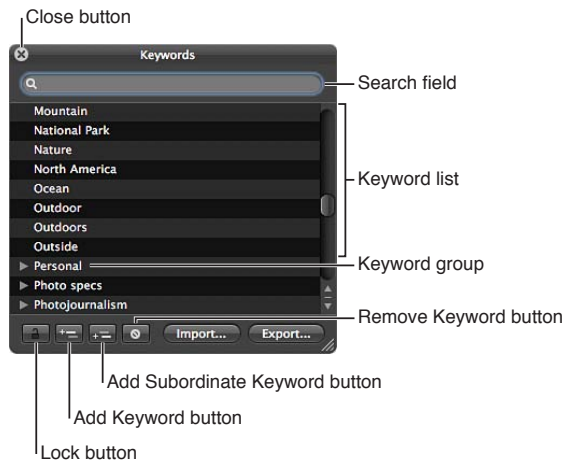 Close button
Keywords
Search field
Mountain
National Park
Nature
North America
Ocean
Outdoor
Outdoors
Outside
Keyword list
Personal
Keyword group
Photo specs
Photojournalism
Remove Keyword button
Import...
Export...
Add Subordinate Keyword button
Add Keyword button
Lock button